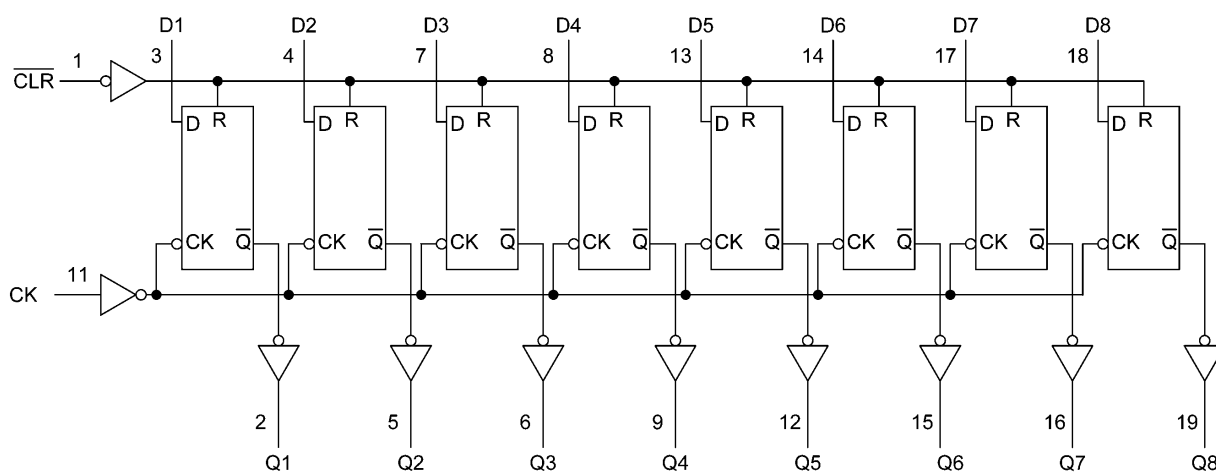 D1 D2 D3 D4 D5 D6 D7 D8
1 3 4 7 8 13 14 17 18
C̅L̅R̅
D R D R D R D R D R D R D R D R
CK Q̅ CK Q̅ CK Q̅ CK Q̅ CK Q̅ CK Q̅ CK Q̅ CK Q̅
11
CK
2 5 6 9 12 15 16 19
Q1 Q2 Q3 Q4 Q5 Q6 Q7 Q8